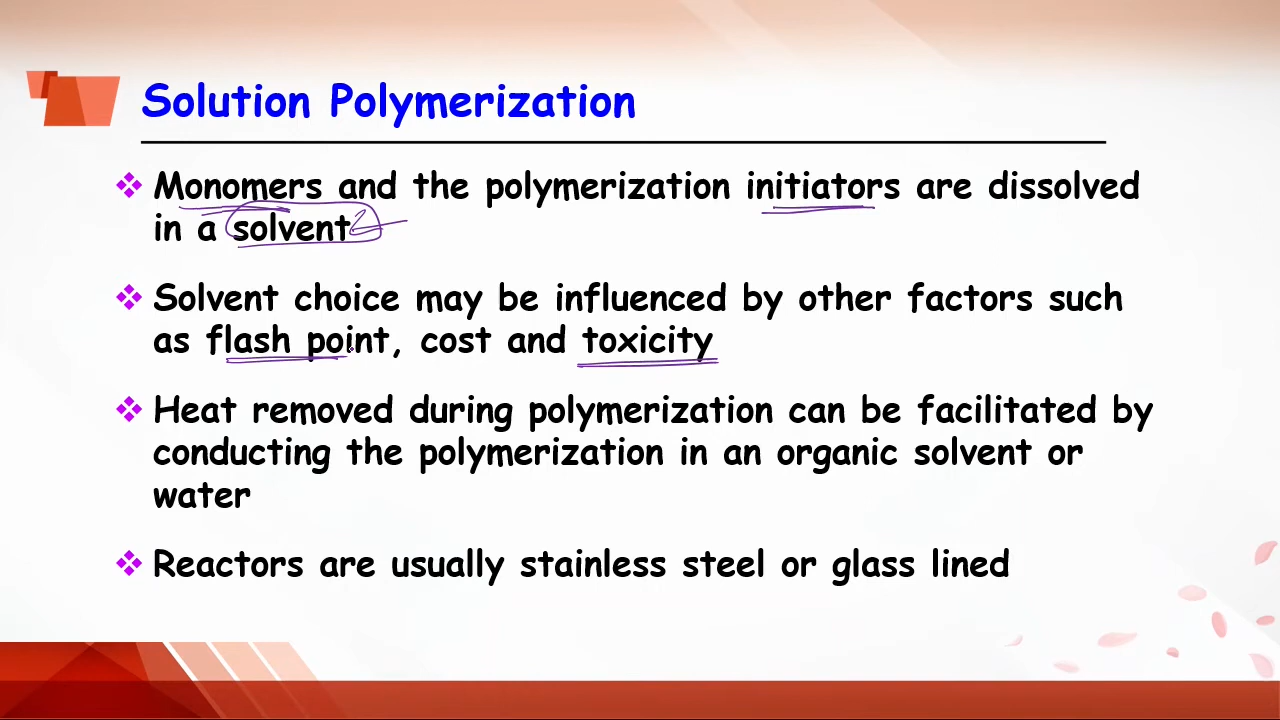 Solution Polymerization
❖ Monomers and the polymerization initiators are dissolved
in a solvent
❖ Solvent choice may be influenced by other factors such
as flash point, cost and toxicity
❖ Heat removed during polymerization can be facilitated by
conducting the polymerization in an organic solvent or
water
❖ Reactors are usually stainless steel or glass lined